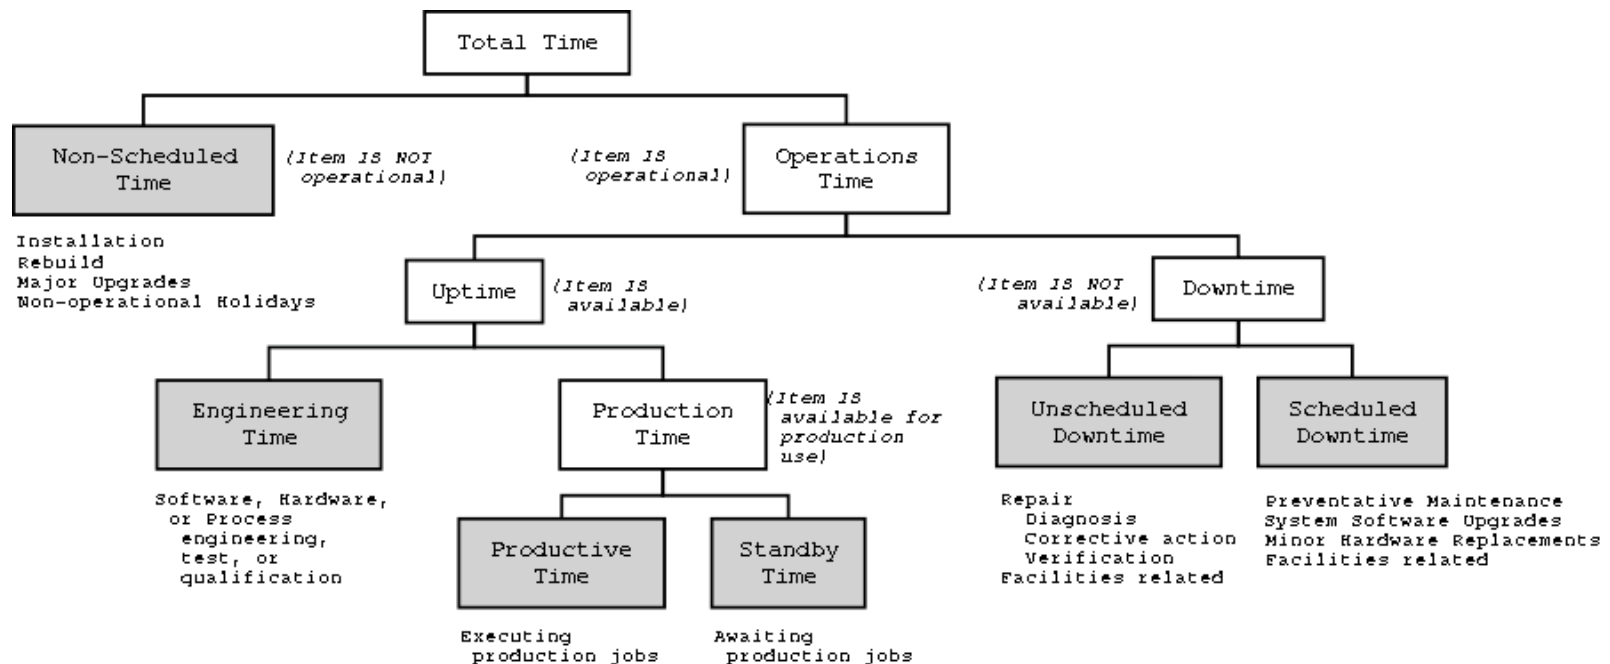 Total Time
Non-Scheduled
Time
(Item IS NOT
operational)
(Item IS
operational)
Operations
Time
Installation
Rebuild
Major Upgrades
Non-operational Holidays
Uptime
(Item IS
available)
(Item IS NOT
available)
Downtime
Engineering
Time
Production
Time
(Item IS
available for
production
use)
Unscheduled
Downtime
Scheduled
Downtime
Software, Hardware,
or Process
engineering,
test, or
qualification
Productive
Time
Standby
Time
Repair
Diagnosis
Corrective action
Verification
Facilities related
Preventative Maintenance
System Software Upgrades
Minor Hardware Replacements
Facilities related
Executing
production jobs
Awaiting
production jobs